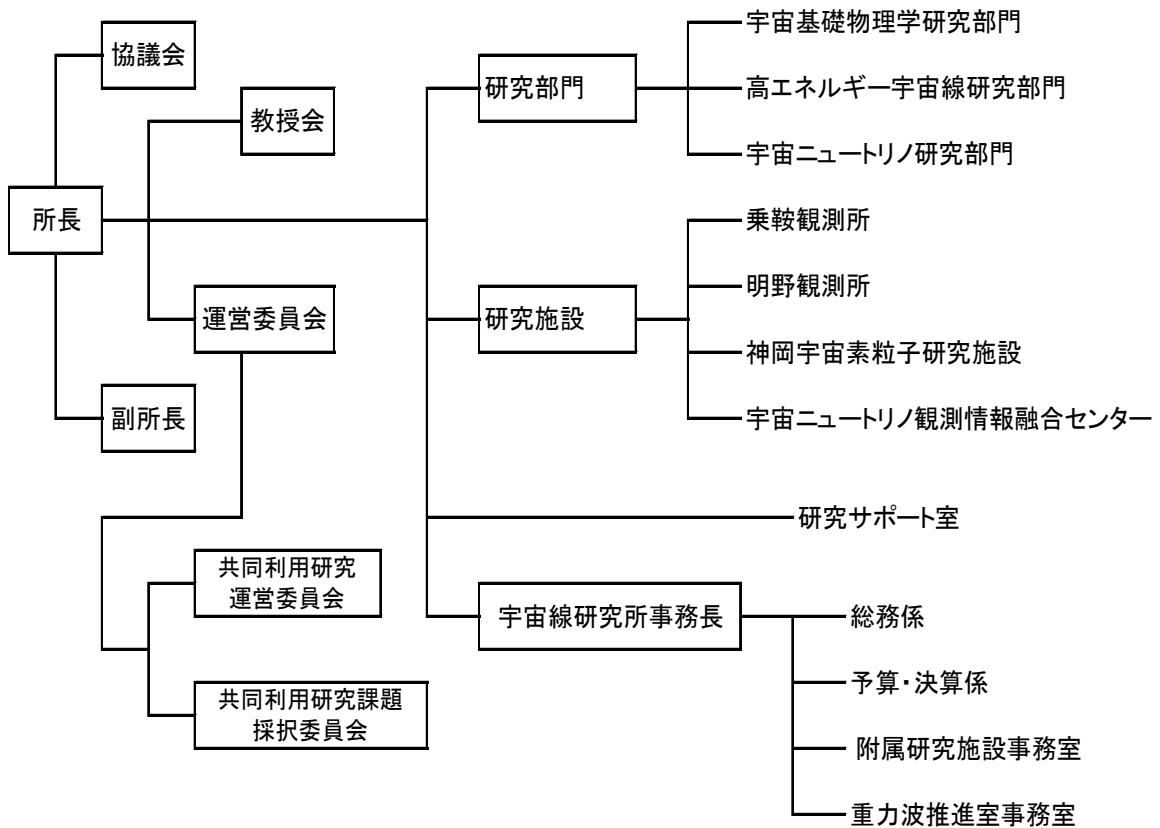 協議会
教授会
所長
運営委員会
副所長
共同利用研究
運営委員会
共同利用研究課題
採択委員会
研究部門
宇宙基礎物理学研究部門
高エネルギー宇宙線研究部門
宇宙ニュートリノ研究部門
研究施設
乗鞍観測所
明野観測所
神岡宇宙素粒子研究施設
宇宙ニュートリノ観測情報融合センター
研究サポート室
宇宙線研究所事務長
総務係
予算・決算係
附属研究施設事務室
重力波推進室事務室